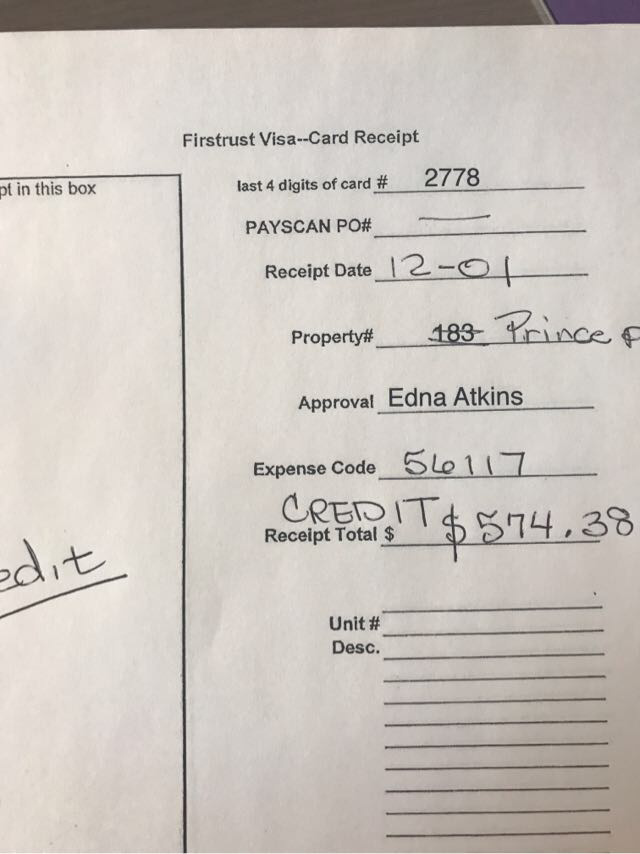 Firstrust Visa--Card Receipt
pt in this box
last 4 digits of card # 2778
PAYSCAN PO#
Receipt Date 12-01
Property# 183 Prince
Approval Edna Atkins
Expense Code 56117
CREDIT
Receipt Total $ $574.38
edit
Unit #
Desc.